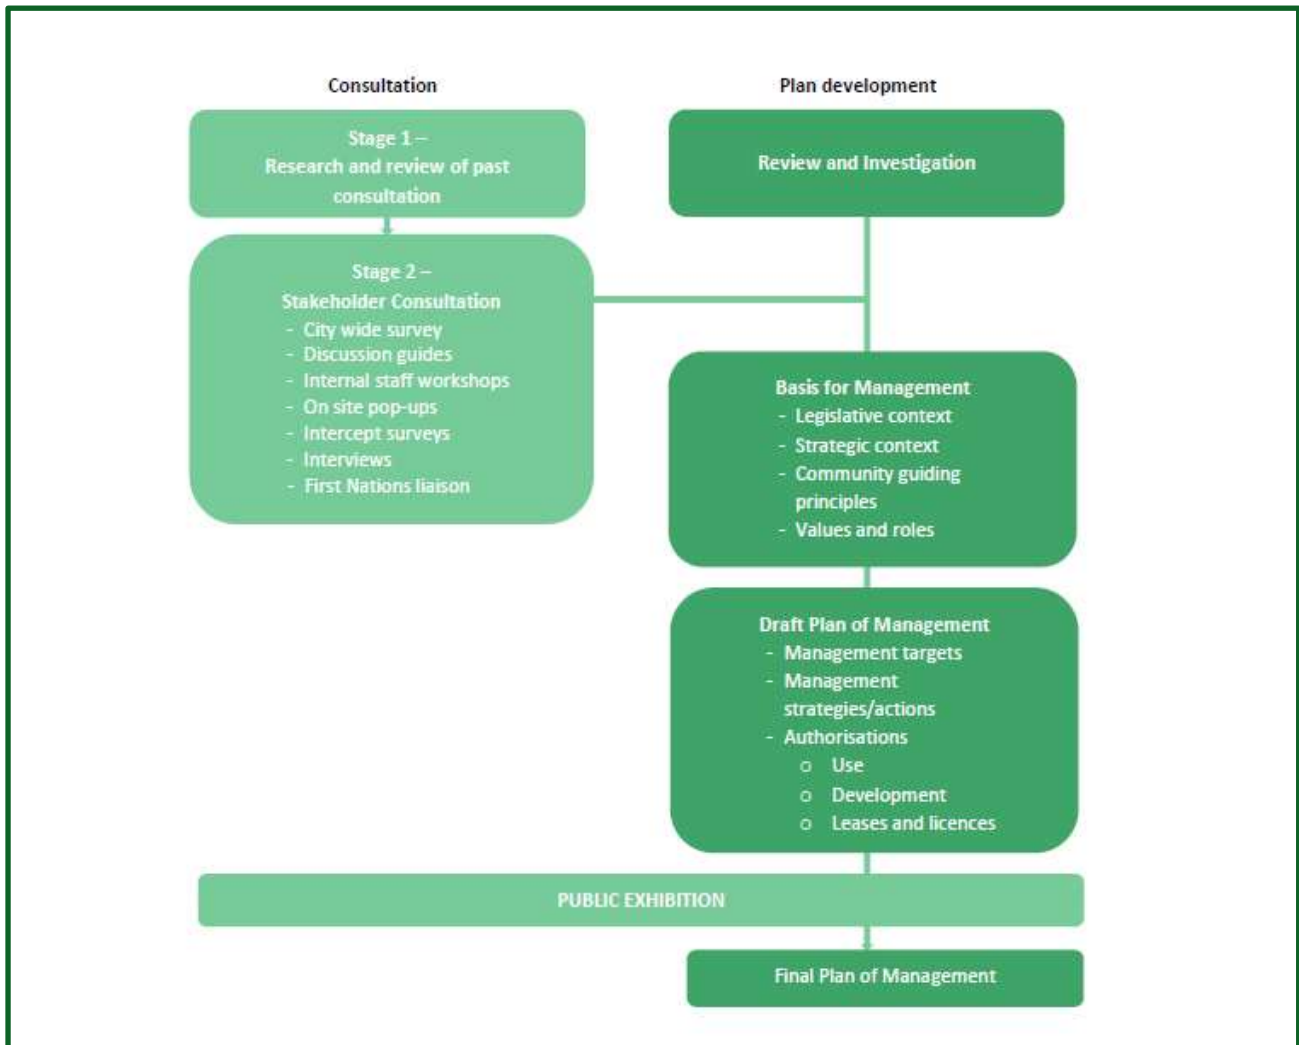 Consultation
Stage 1 –
Research and review of past
consultation
Stage 2 –
Stakeholder Consultation
- City wide survey
- Discussion guides
- Internal staff workshops
- On site pop-ups
- Intercept surveys
- Interviews
- First Nations liaison
Plan development
Review and Investigation
Basis for Management
- Legislative context
- Strategic context
- Community guiding
principles
- Values and roles
Draft Plan of Management
- Management targets
- Management
strategies/actions
- Authorisations
o Use
o Development
o Leases and licences
PUBLIC EXHIBITION
Final Plan of Management